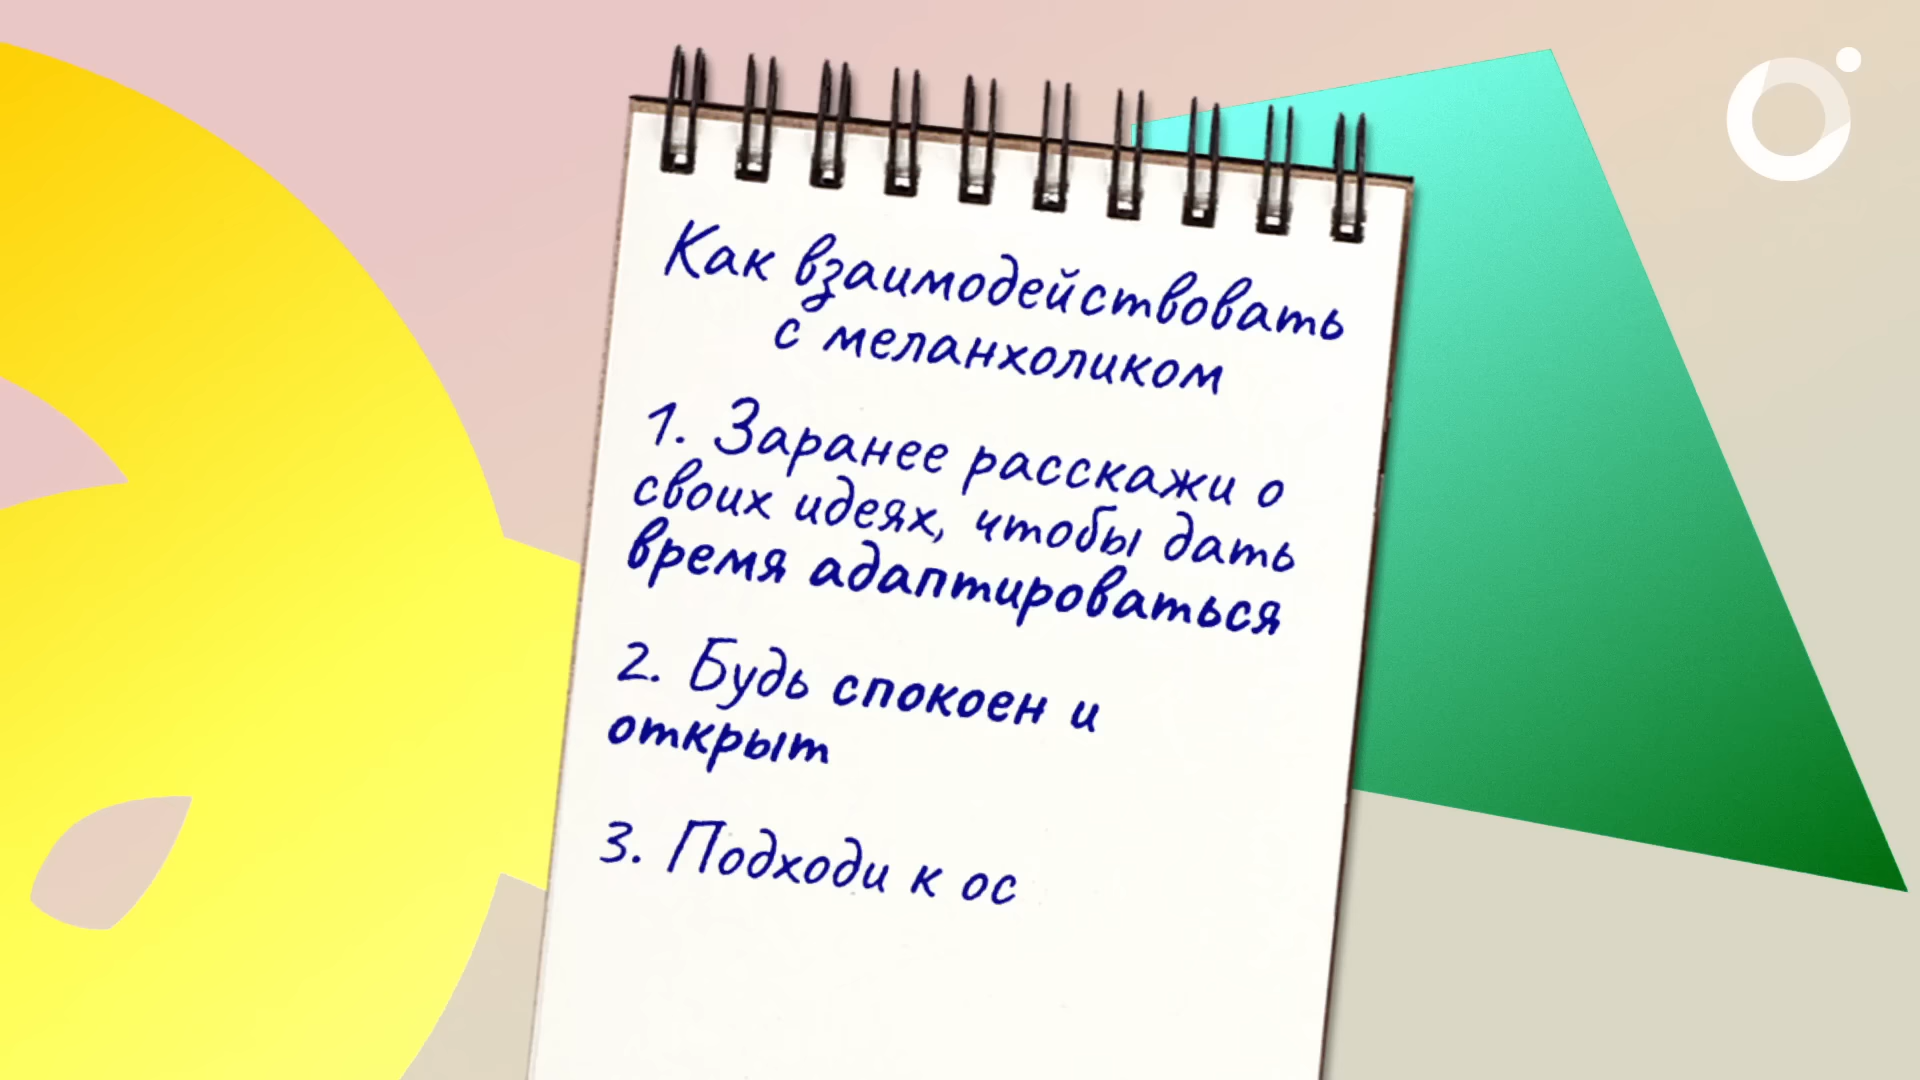 Как взаимодействовать
с меланхоликом
1. Заранее расскажи о
своих идеях, чтобы дать
время адаптироваться
2. Будь спокоен и
открыт
3. Подходи к ос